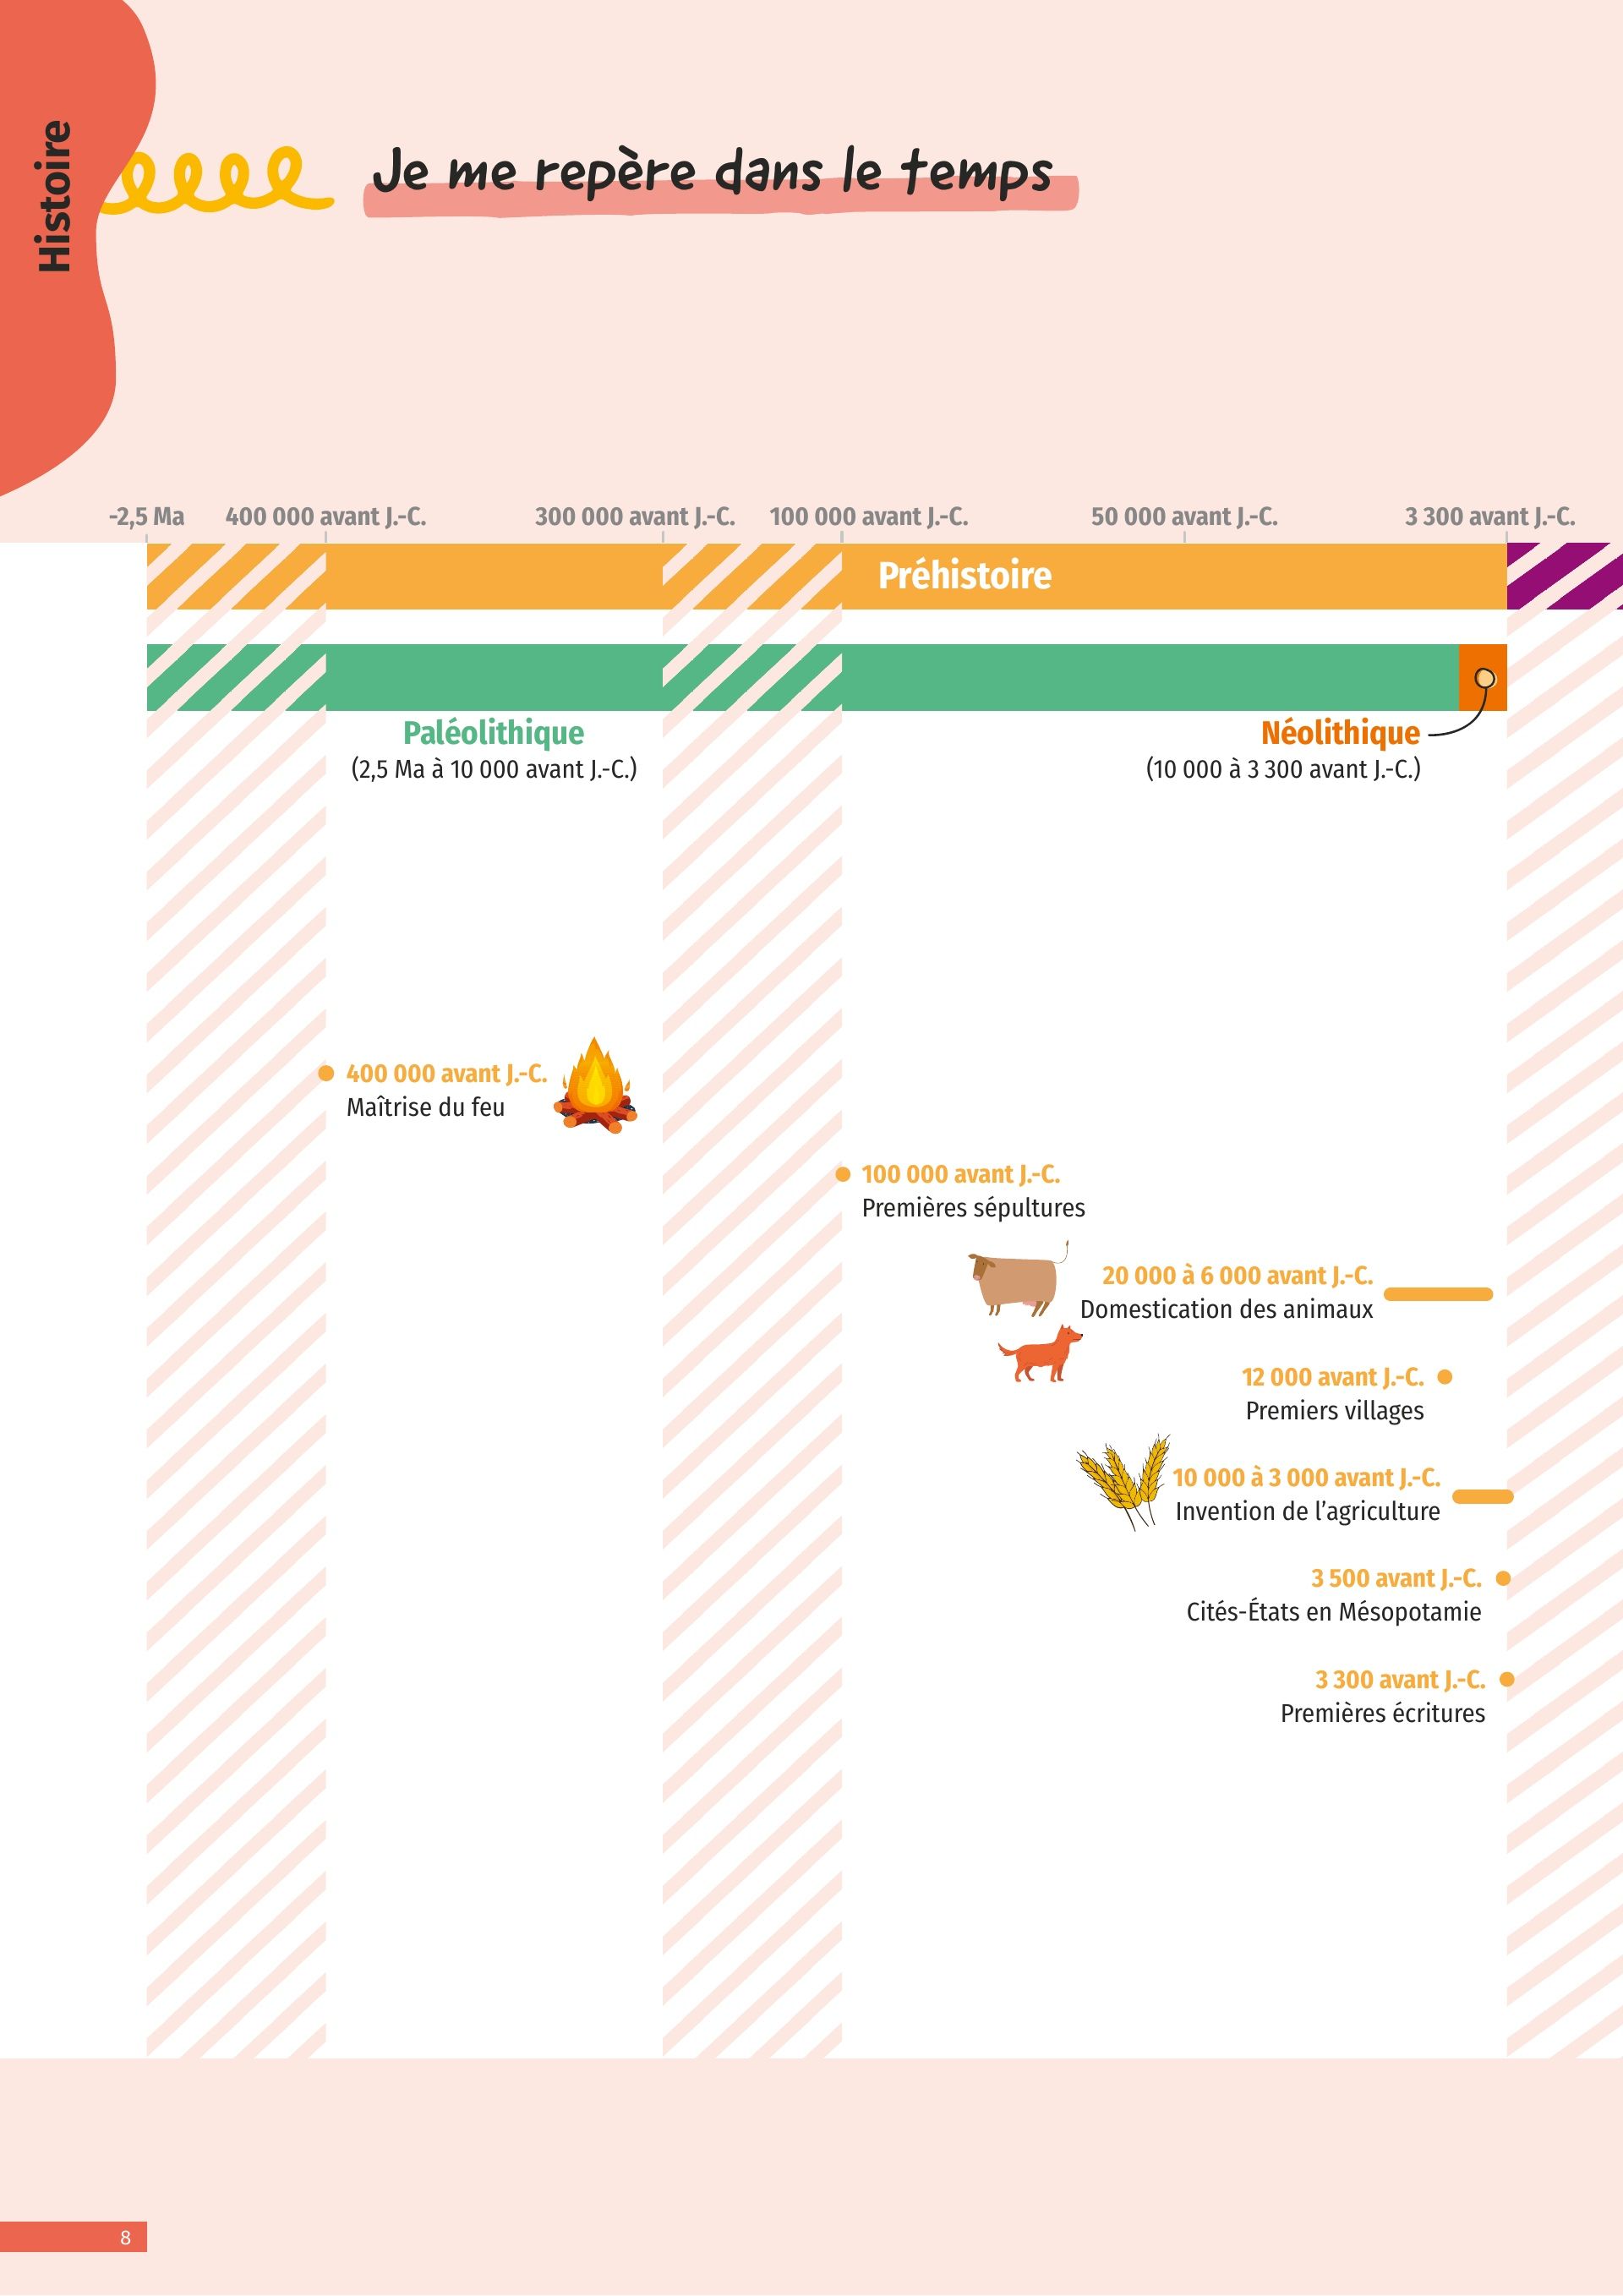 Histoire
Je me repère dans le temps
-2,5 Ma
400 000 avant J.-C.
300 000 avant J.-C.
100 000 avant J.-C.
50 000 avant J.-C.
3 300 avant J.-C.
Préhistoire
Paléolithique
(2,5 Ma à 10 000 avant J.-C.)
Néolithique
(10 000 à 3 300 avant J.-C.)
400 000 avant J.-C.
Maîtrise du feu
100 000 avant J.-C.
Premières sépultures
20 000 à 6 000 avant J.-C.
Domestication des animaux
12 000 avant J.-C.
Premiers villages
10 000 à 3 000 avant J.-C.
Invention de l’agriculture
3 500 avant J.-C.
Cités-États en Mésopotamie
3 300 avant J.-C.
Premières écritures
8